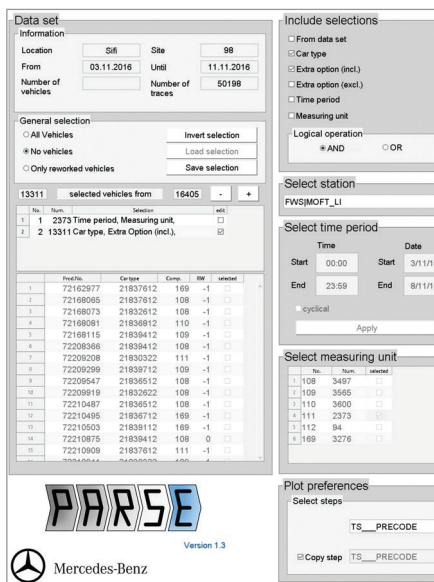 Data set
Information
Location Sifi Site 98
From 03.11.2016 Until 11.11.2016
Number of vehicles Number of traces 50198
General selection
All Vehicles Invert selection
No vehicles Load selection
Only reworked vehicles Save selection
13311 selected vehicles from 16405 - +
No. Num. Selection edit
1 1 2373 Time period, Measuring unit,
2 2 13311 Car type, Extra Option (incl.),
Prod.No. Car type Comp. RW selected
1 72162977 21837612 169 -1
2 72168065 21837612 108 -1
3 72168073 21832612 108 -1
4 72168081 21836812 110 -1
5 72168115 21839412 109 -1
6 72208366 21839412 108 -1
7 72209208 21830322 111 -1
8 72209299 21839712 109 -1
9 72209547 21836512 108 -1
10 72209919 21832622 108 -1
11 72210487 21836512 108 -1
12 72210495 21836712 169 -1
13 72210503 21839112 169 -1
14 72210875 21839412 108 0
15 72210909 21837612 111 -1
PARSE
Version 1.3
Mercedes-Benz
Include selections
From data set
Car type
Extra option (incl.)
Extra option (excl.)
Time period
Measuring unit
Logical operation
AND OR
Select station
FWS|MOFT_LI
Select time period
Time Date
Start 00:00 Start 3/11/1
End 23:59 End 8/11/1
cyclical
Apply
Select measuring unit
No. Num. selected
1 108 3497
2 109 3565
3 110 3600
4 111 2373
5 112 94
6 169 3276
Plot preferences
Select steps
TS___PRECODE
Copy step TS___PRECODE